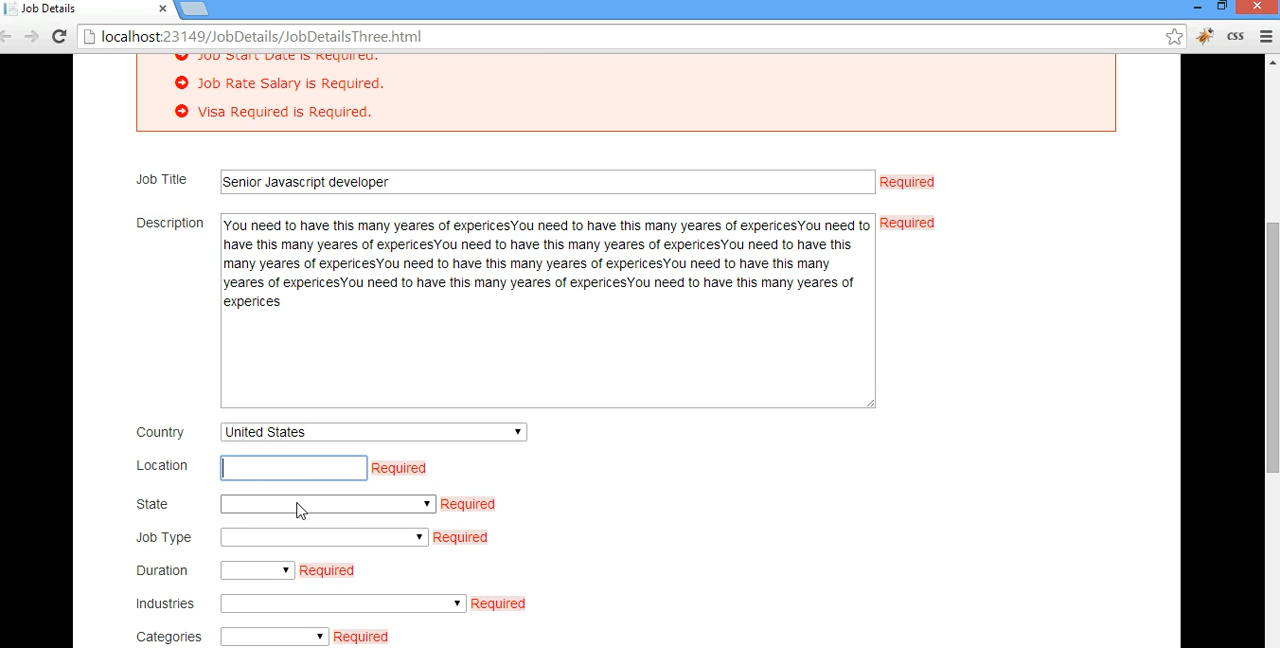 Job Details
localhost:23149/JobDetails/JobDetailsThree.html
CSS
Job Start Date is Required.
Job Rate Salary is Required.
Visa Required is Required.
Job Title Senior Javascript developer Required
Description You need to have this many yeares of expericesYou need to have this many yeares of expericesYou need to Required
have this many yeares of expericesYou need to have this many yeares of expericesYou need to have this
many yeares of expericesYou need to have this many yeares of expericesYou need to have this many
yeares of expericesYou need to have this many yeares of expericesYou need to have this many yeares of
experices
Country United States
Location Required
State Required
Job Type Required
Duration Required
Industries Required
Categories Required